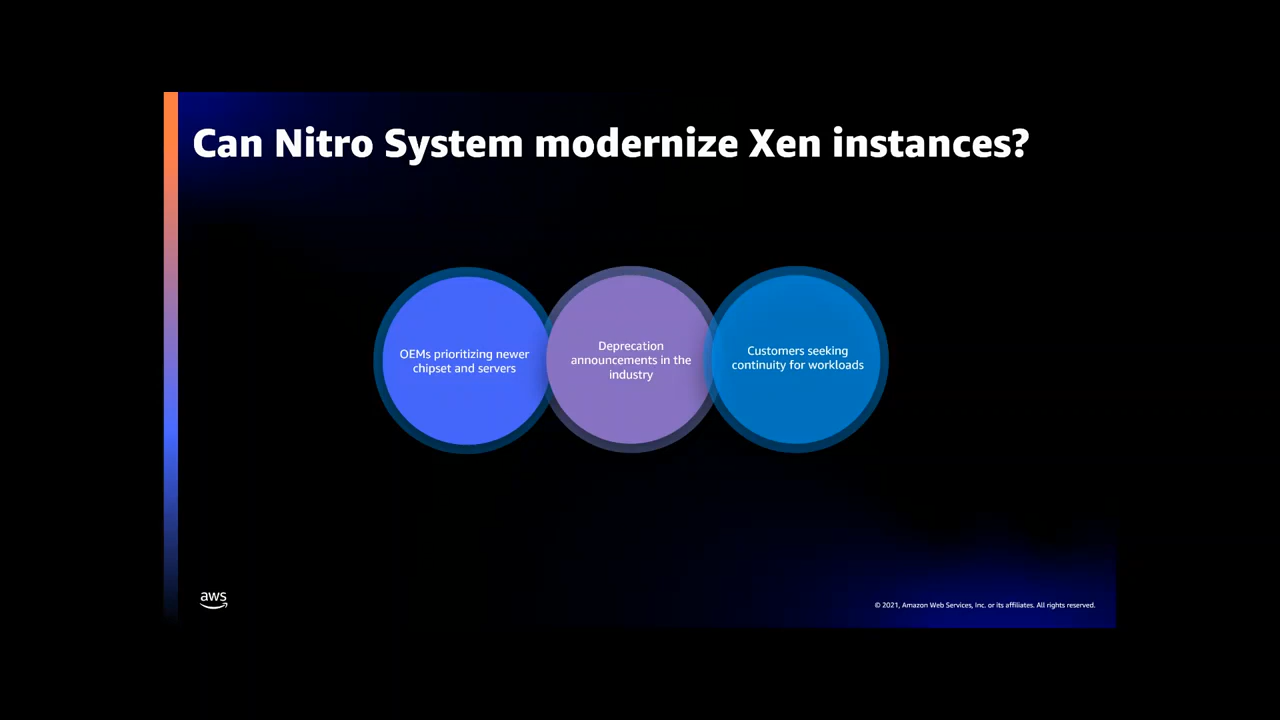 Can Nitro System modernize Xen instances?
OEMs prioritizing newer
chipset and servers
Deprecation
announcements in the
industry
Customers seeking
continuity for workloads
aws
© 2021, Amazon Web Services, Inc. or its affiliates. All rights reserved.